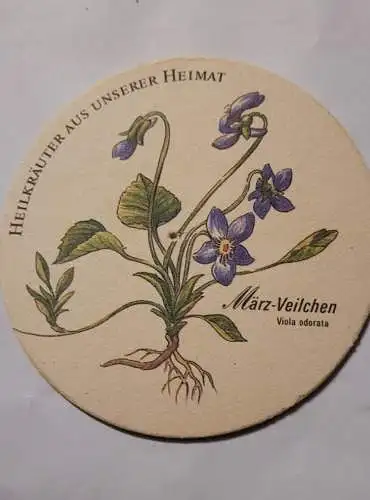 HEILKRÄUTER AUS UNSERER HEIMAT
März-Veilchen
Viola odorata